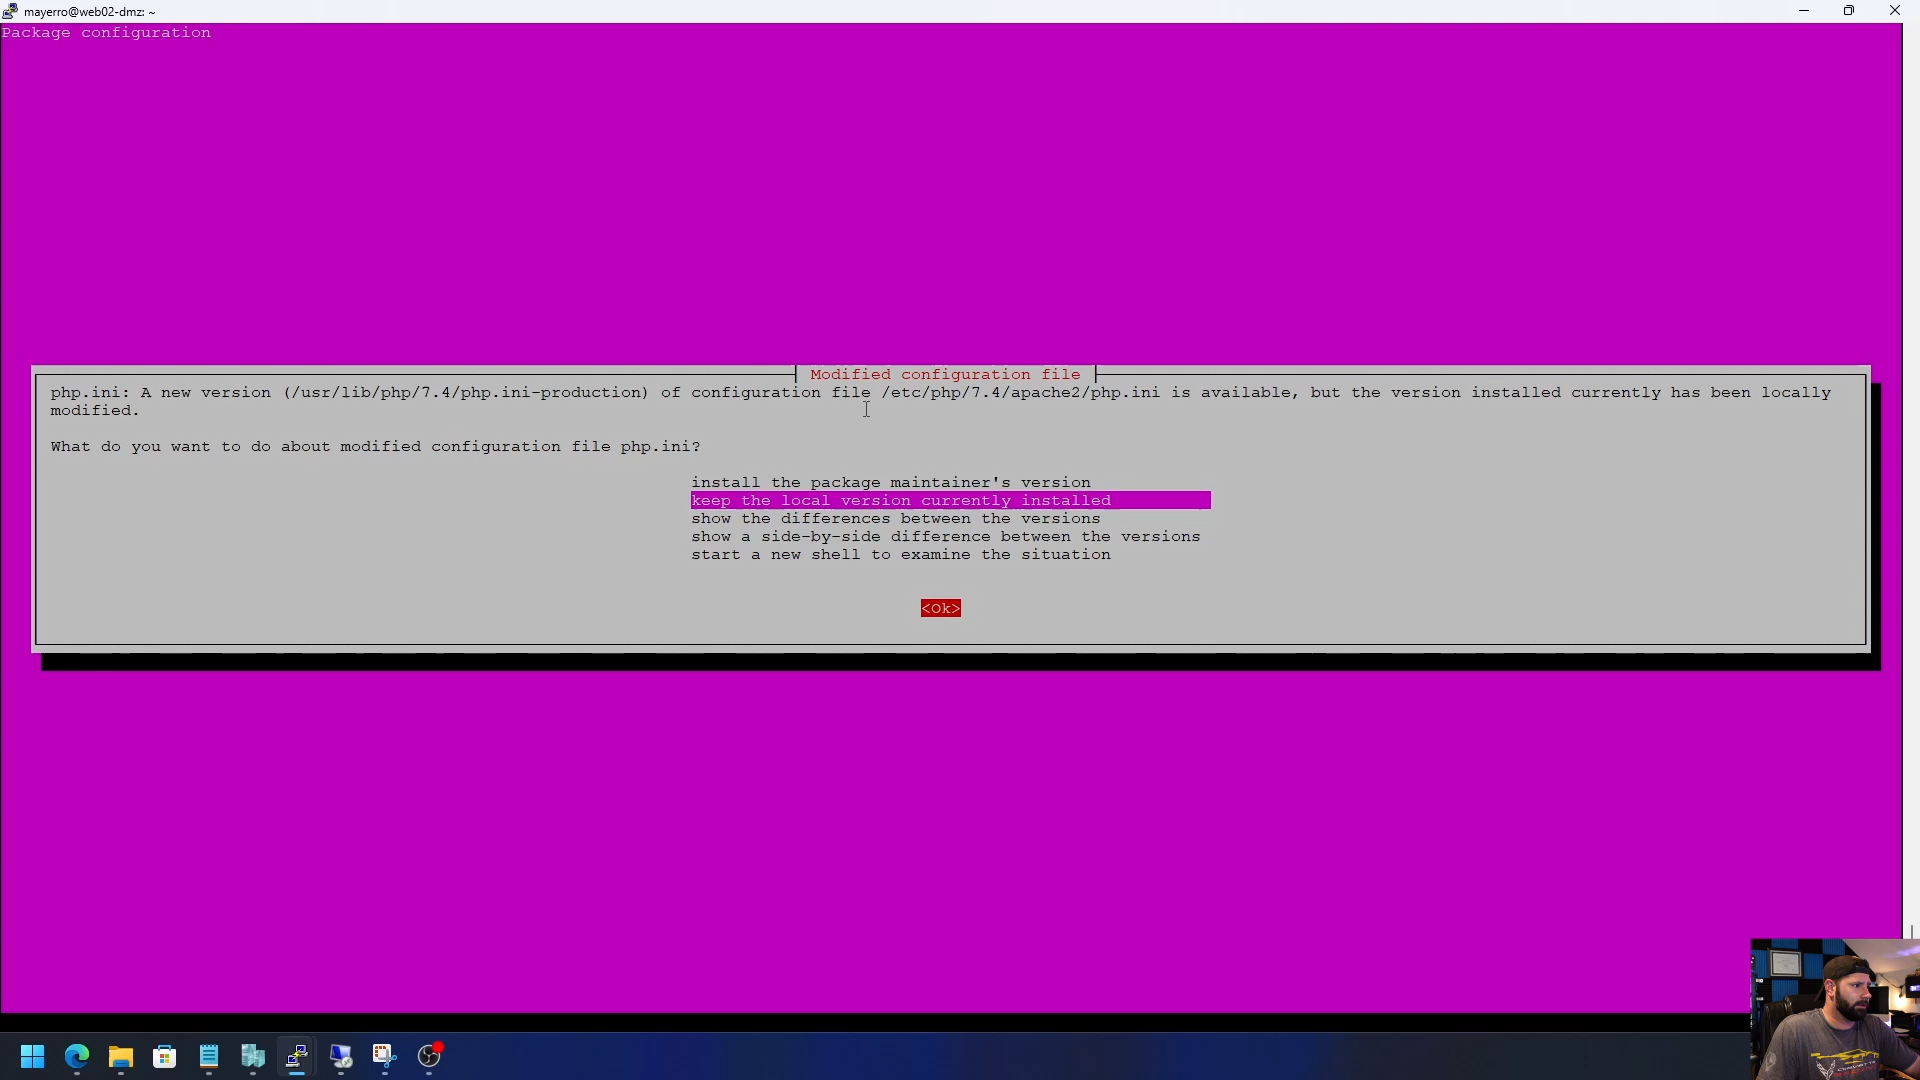 mayerro@web02-dmz: ~
Package configuration
Modified configuration file
php.ini: A new version (/usr/lib/php/7.4/php.ini-production) of configuration file /etc/php/7.4/apache2/php.ini is available, but the version installed currently has been locally
modified.
What do you want to do about modified configuration file php.ini?
install the package maintainer's version
keep the local version currently installed
show the differences between the versions
show a side-by-side difference between the versions
start a new shell to examine the situation
<Ok>